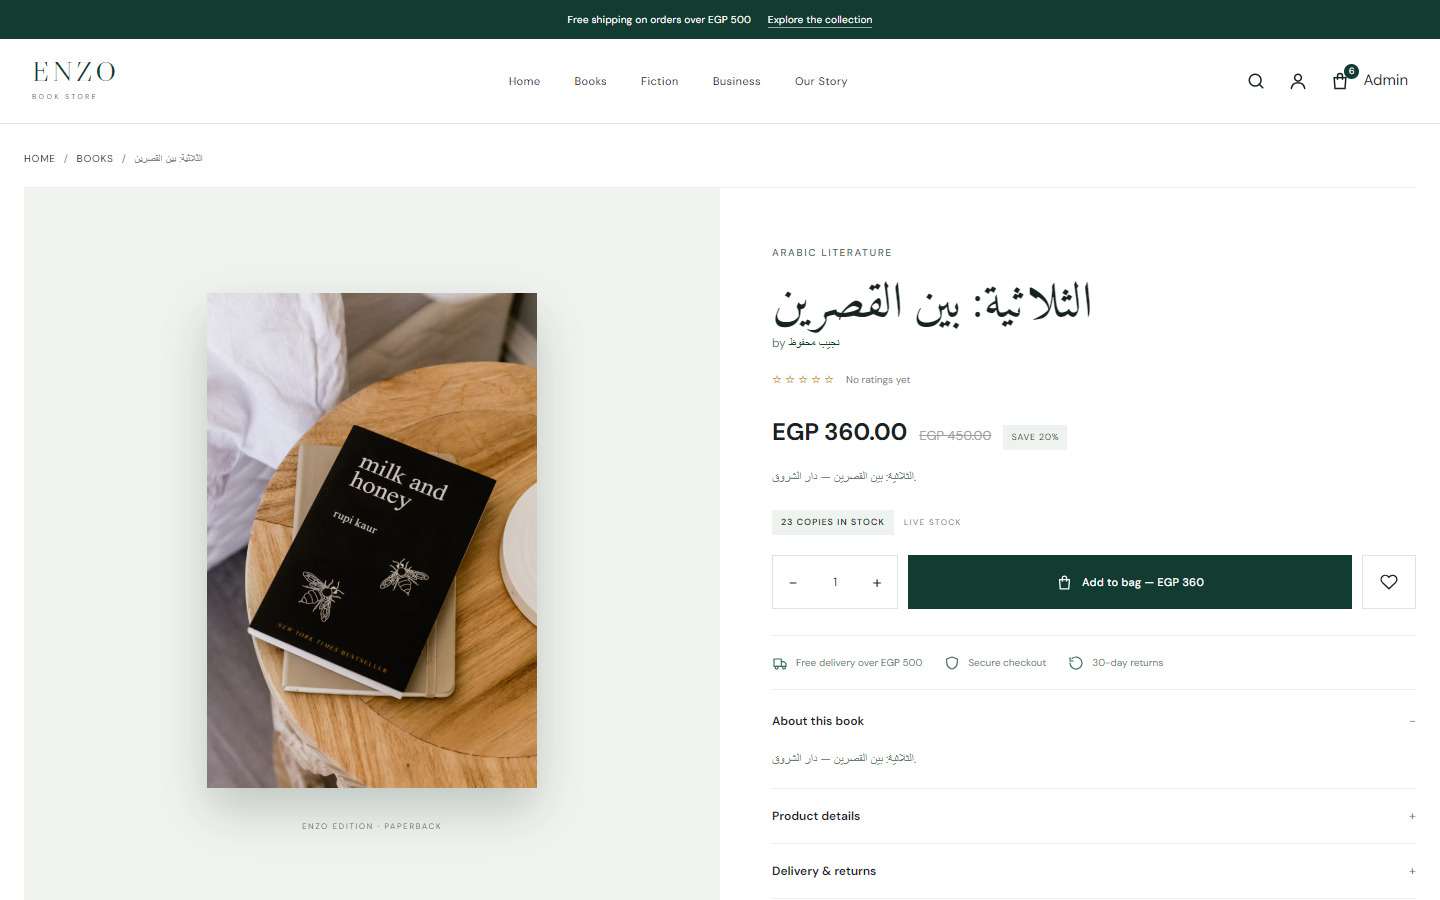 Free shipping on orders over EGP 500 Explore the collection
ENZO
BOOK STORE
Home Books Fiction Business Our Story
6
Admin
HOME / BOOKS / الثلاثية: بين القصرين
milk and
honey
rupi kaur
NEW YORK TIMES BESTSELLER
ENZO EDITION · PAPERBACK
ARABIC LITERATURE
الثلاثية: بين القصرين
by نجيب محفوظ
☆☆☆☆☆ No ratings yet
EGP 360.00 EGP 450.00 SAVE 20%
الثلاثية: بين القصرين — دار الشروق.
23 COPIES IN STOCK LIVE STOCK
− 1 + Add to bag — EGP 360
Free delivery over EGP 500 Secure checkout 30-day returns
About this book −
الثلاثية: بين القصرين — دار الشروق.
Product details +
Delivery & returns +